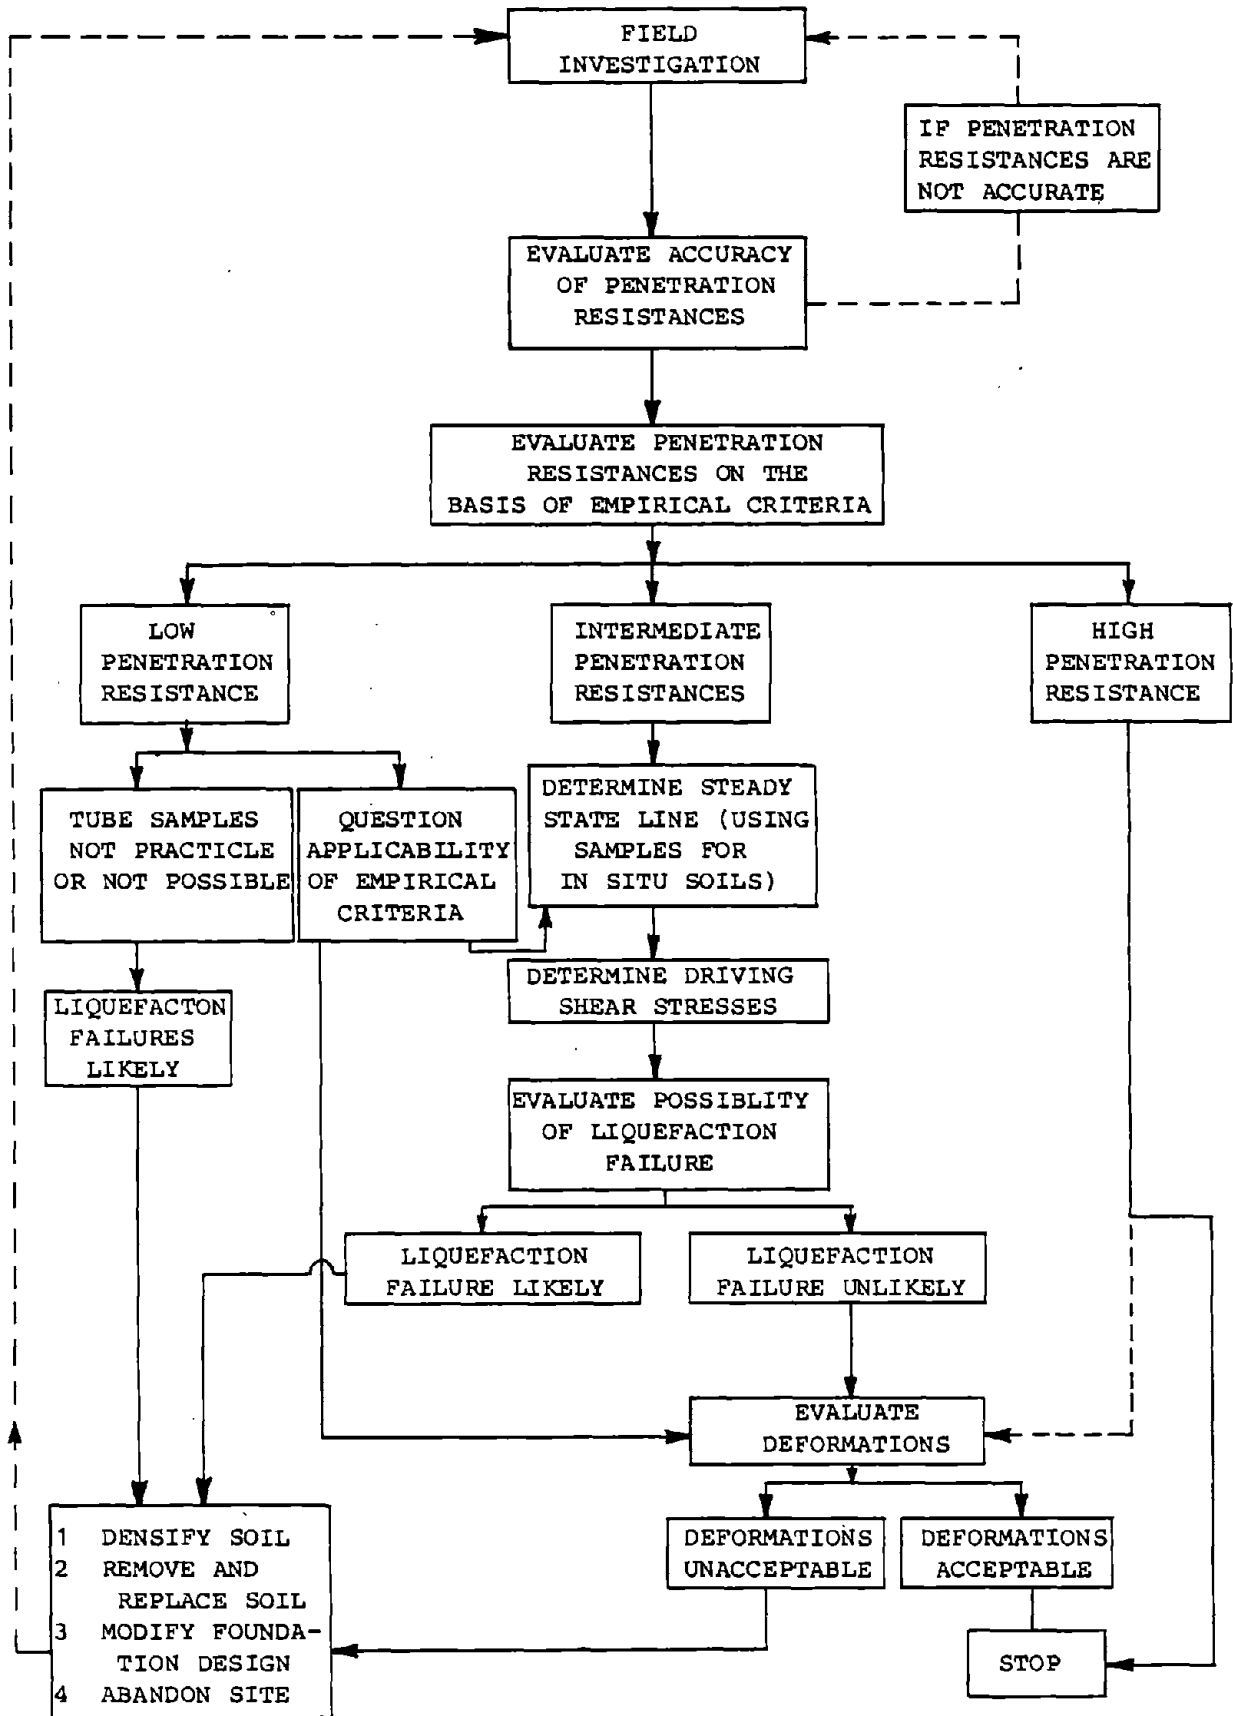 FIELD
INVESTIGATION
IF PENETRATION
RESISTANCES ARE
NOT ACCURATE
EVALUATE ACCURACY
OF PENETRATION
RESISTANCES
EVALUATE PENETRATION
RESISTANCES ON THE
BASIS OF EMPIRICAL CRITERIA
LOW
PENETRATION
RESISTANCE
INTERMEDIATE
PENETRATION
RESISTANCES
HIGH
PENETRATION
RESISTANCE
TUBE SAMPLES
NOT PRACTICLE
OR NOT POSSIBLE
QUESTION
APPLICABILITY
OF EMPIRICAL
CRITERIA
DETERMINE STEADY
STATE LINE (USING
SAMPLES FOR
IN SITU SOILS)
LIQUEFACTON
FAILURES
LIKELY
DETERMINE DRIVING
SHEAR STRESSES
EVALUATE POSSIBLITY
OF LIQUEFACTION
FAILURE
LIQUEFACTION
FAILURE LIKELY
LIQUEFACTION
FAILURE UNLIKELY
EVALUATE
DEFORMATIONS
DEFORMATIONS
UNACCEPTABLE
DEFORMATIONS
ACCEPTABLE
1 DENSIFY SOIL
2 REMOVE AND
REPLACE SOIL
3 MODIFY FOUNDA-
TION DESIGN
4 ABANDON SITE
STOP